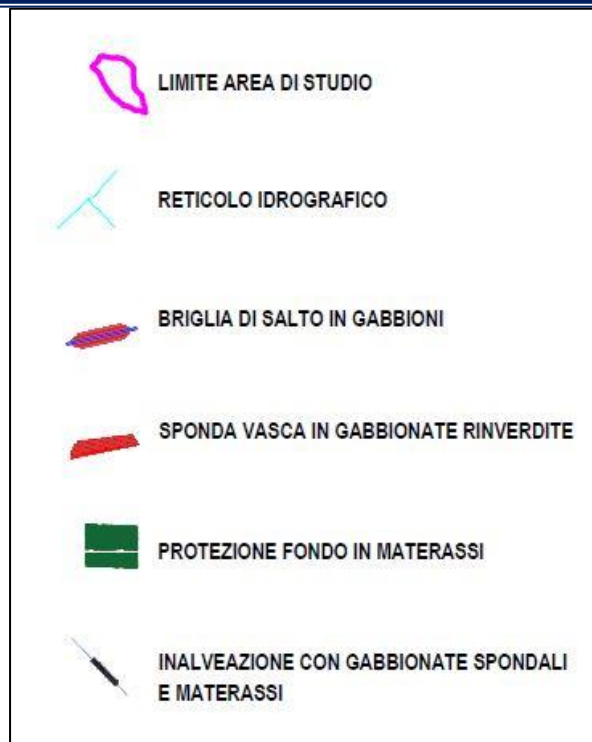 LIMITE AREA DI STUDIO
RETICOLO IDROGRAFICO
BRIGLIA DI SALTO IN GABBIONI
SPONDA VASCA IN GABBIONATE RINVERDITE
PROTEZIONE FONDO IN MATERASSI
INALVEAZIONE CON GABBIONATE SPONDALI
E MATERASSI